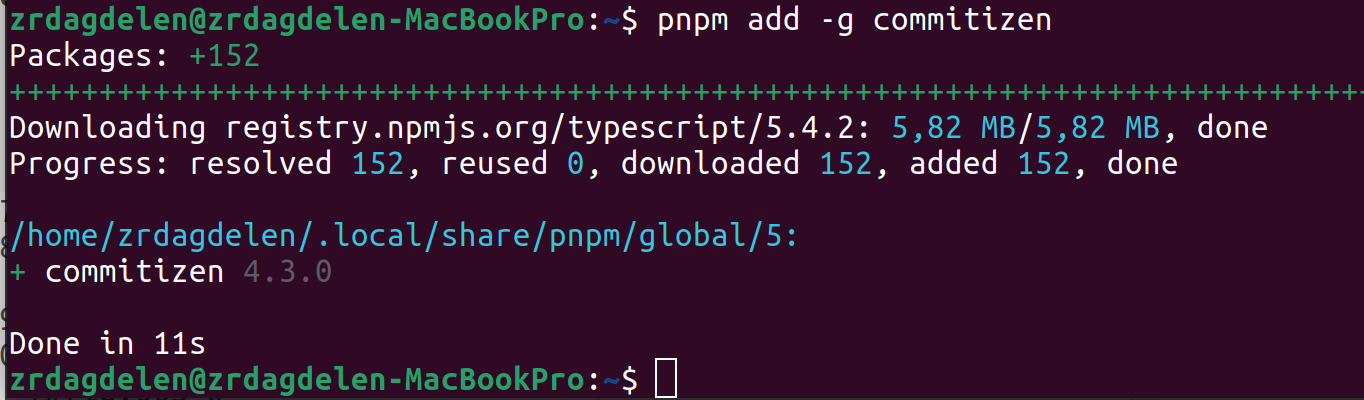 zrdagdelen@zrdagdelen-MacBookPro:~$ pnpm add -g commitizen
Packages: +152
++++++++++++++++++++++++++++++++++++++++++++++++++++++++++++++++++++++++++++
Downloading registry.npmjs.org/typescript/5.4.2: 5,82 MB/5,82 MB, done
Progress: resolved 152, reused 0, downloaded 152, added 152, done
/home/zrdagdelen/.local/share/pnpm/global/5:
+ commitizen 4.3.0
Done in 11s
zrdagdelen@zrdagdelen-MacBookPro:~$